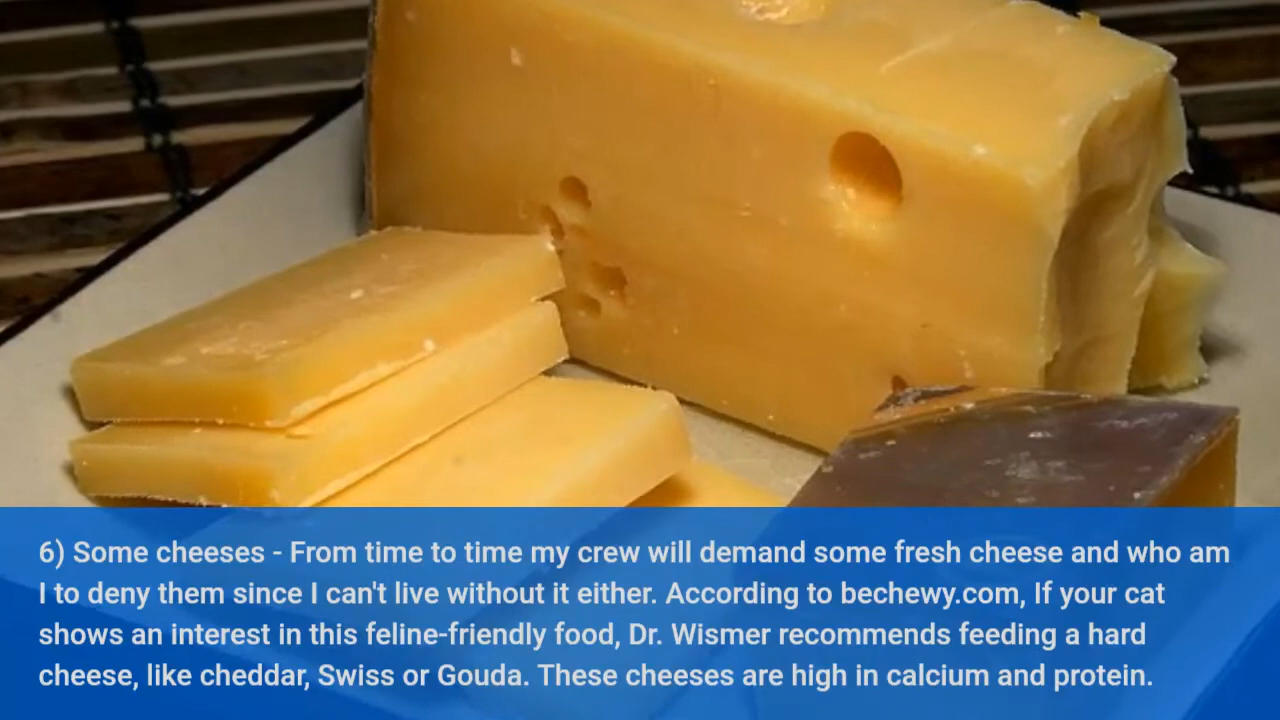 6) Some cheeses - From time to time my crew will demand some fresh cheese and who am
I to deny them since I can't live without it either. According to bechewy.com, If your cat
shows an interest in this feline-friendly food, Dr. Wismer recommends feeding a hard
cheese, like cheddar, Swiss or Gouda. These cheeses are high in calcium and protein.